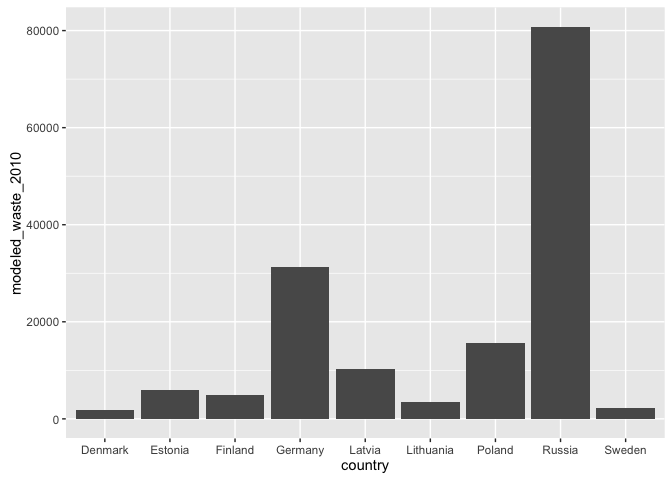 modeled_waste_2010
80000
60000
40000
20000
0
Denmark Estonia Finland Germany Latvia Lithuania Poland Russia Sweden
country